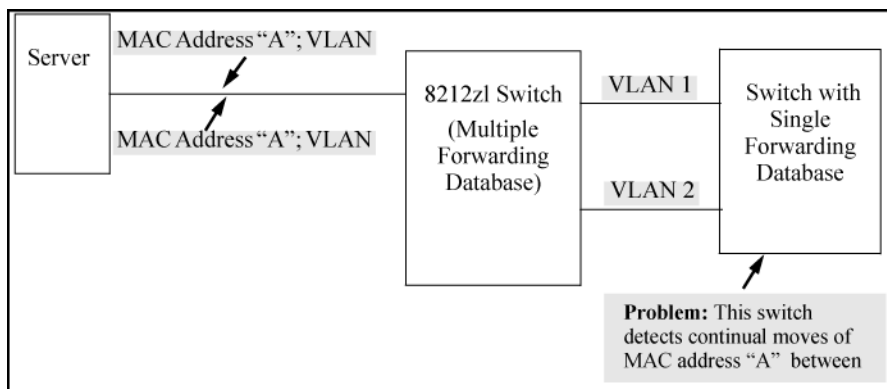 MAC Address “A”; VLAN
Server
MAC Address “A”; VLAN
8212zl Switch
(Multiple
Forwarding
Database)
VLAN 1
VLAN 2
Switch with
Single
Forwarding
Database
Problem: This switch
detects continual moves of
MAC address “A” between